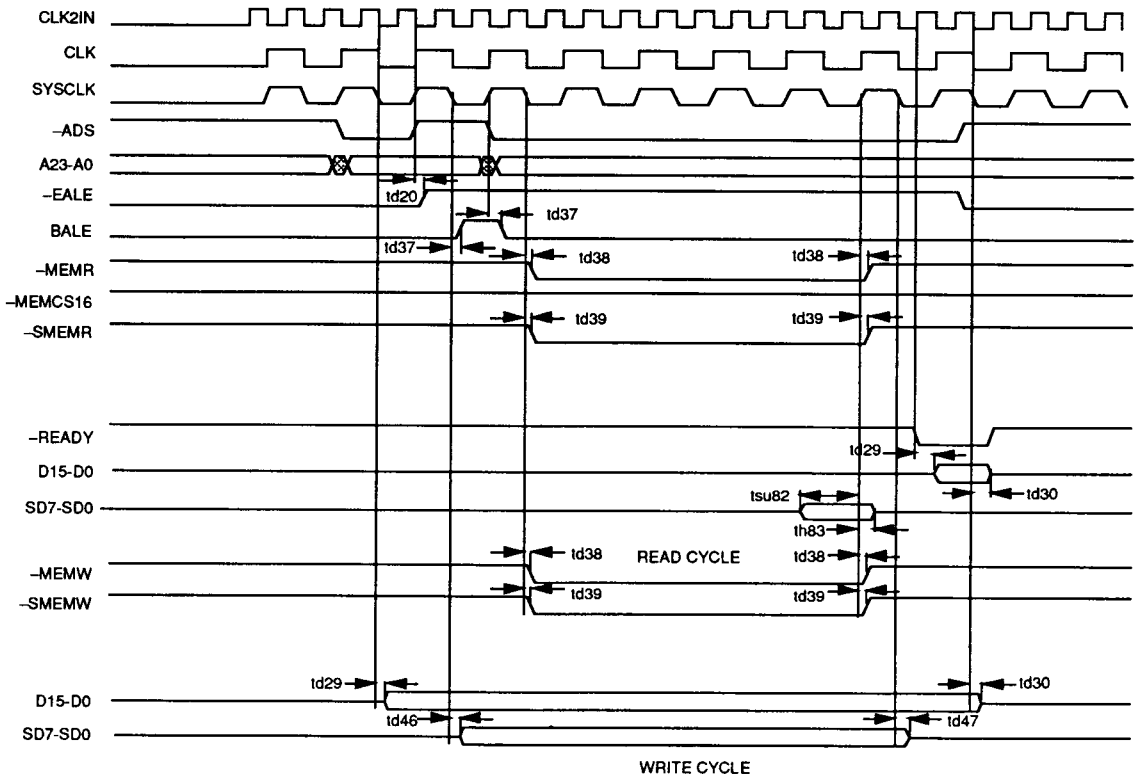 CLK2IN
CLK
SYSCLK
–ADS
A23-A0
td20
–EALE
td37
BALE
td37
td38
td38
–MEMR
–MEMCS16
td39
td39
–SMEMR
–READY
td29
D15-D0
td30
tsu82
SD7-SD0
th83
td38
READ CYCLE
td38
–MEMW
td39
td39
–SMEMW
td29
td30
D15-D0
td46
td47
SD7-SD0
WRITE CYCLE